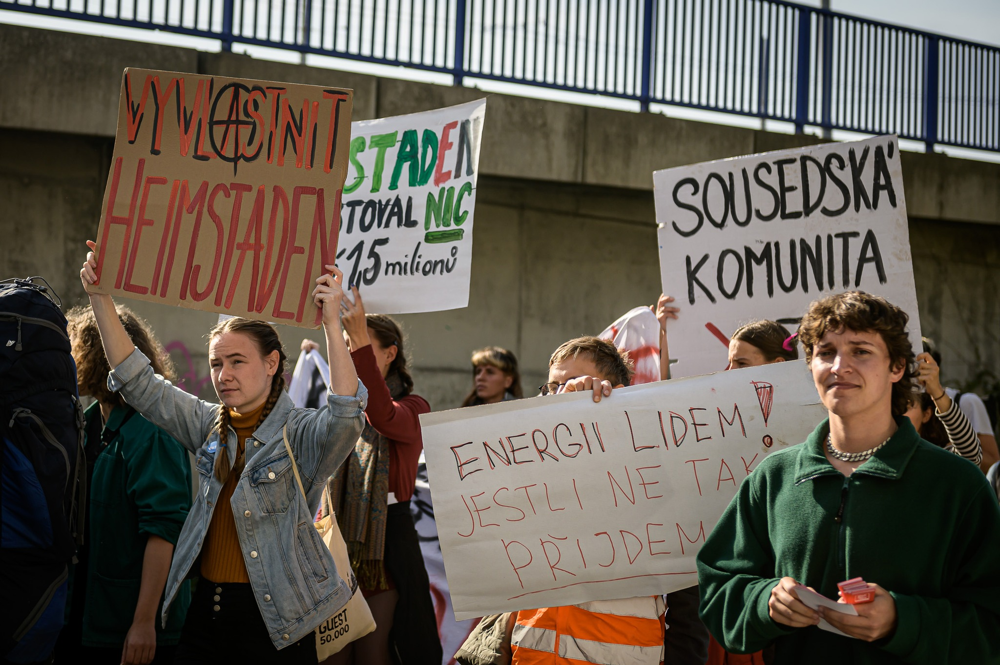 VYVLASTNIT
HEIMSTADEN
STADEN
STOVAL NIC
1,5 milionů
SOUSEDSKÁ
KOMUNITA
ENERGII LIDEM!
JESTLI NE TAK
PŘIJDEM
GUEST
50,000